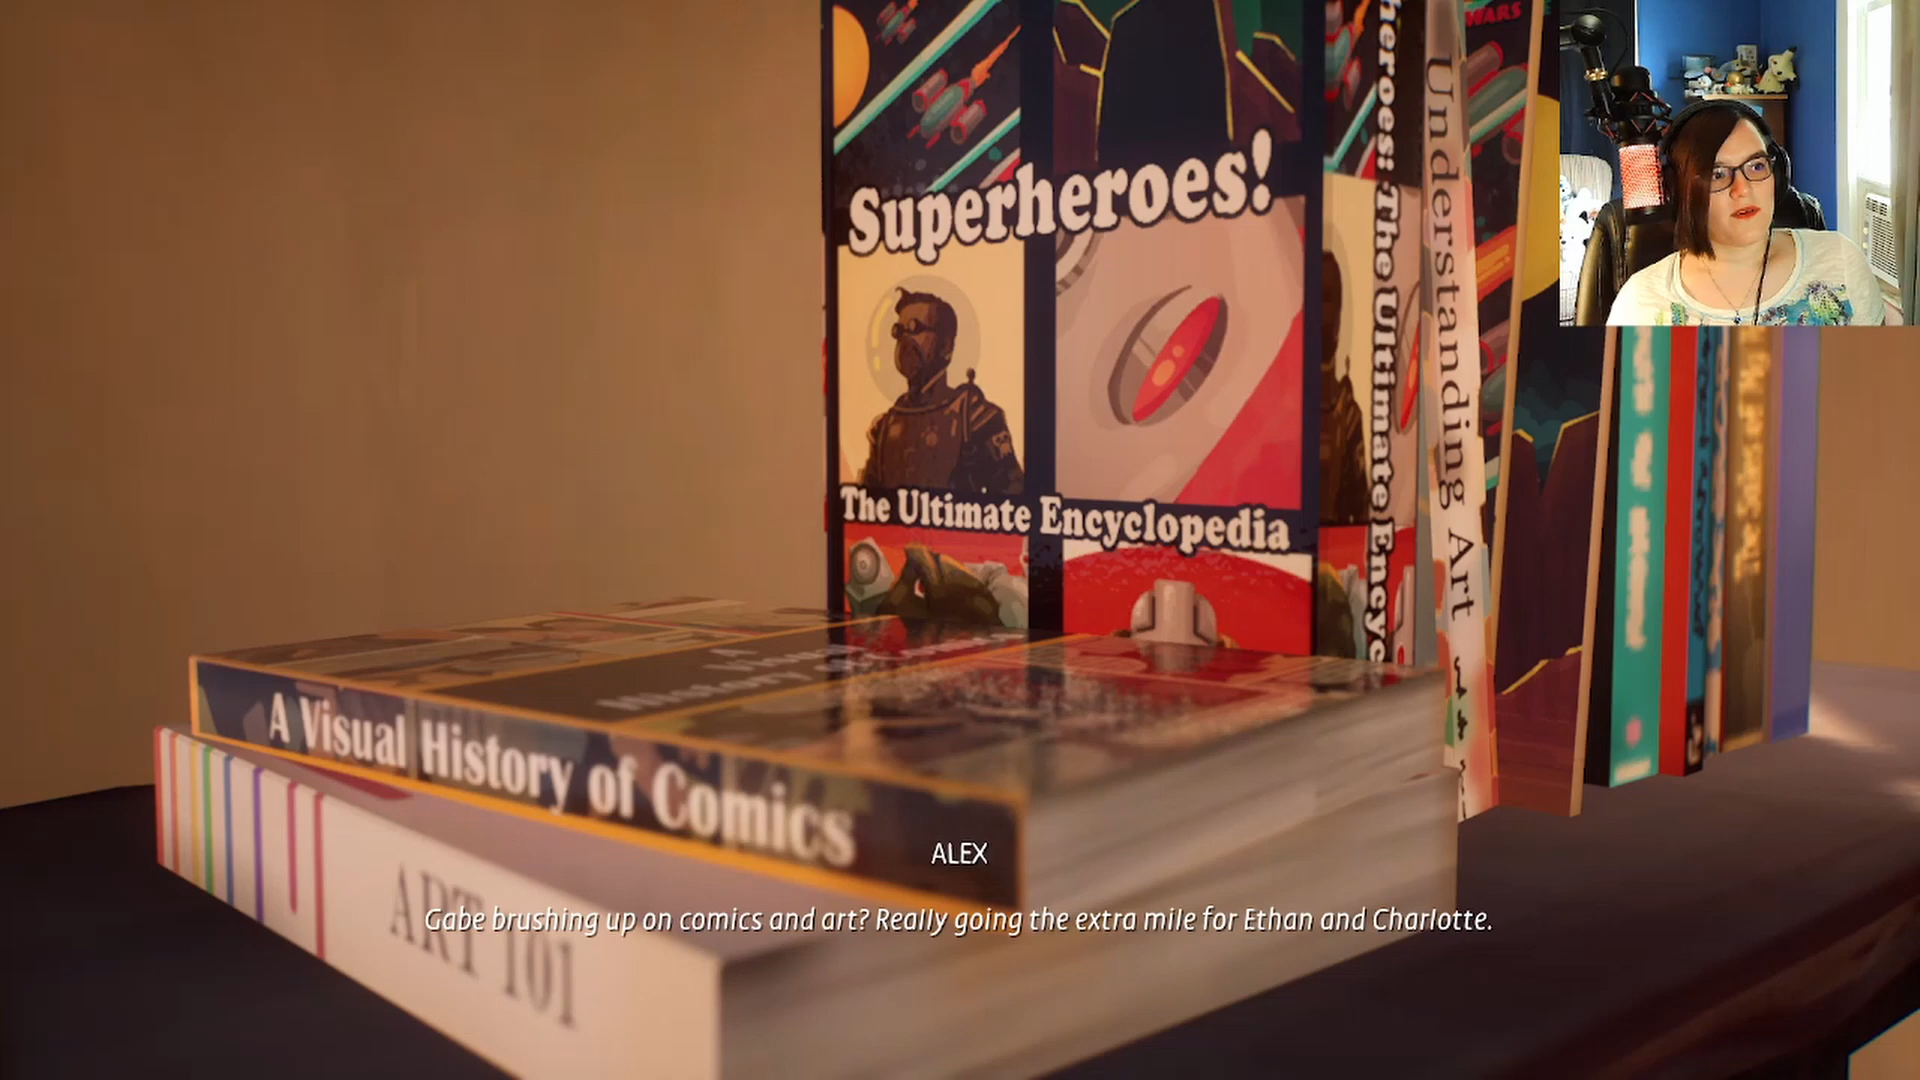 WARS
Superheroes!
The Ultimate Encyclopedia
heroes: The Ultimate Encyc
Understanding Art
A Visual History of Comics
ART 101
ALEX
Gabe brushing up on comics and art? Really going the extra mile for Ethan and Charlotte.